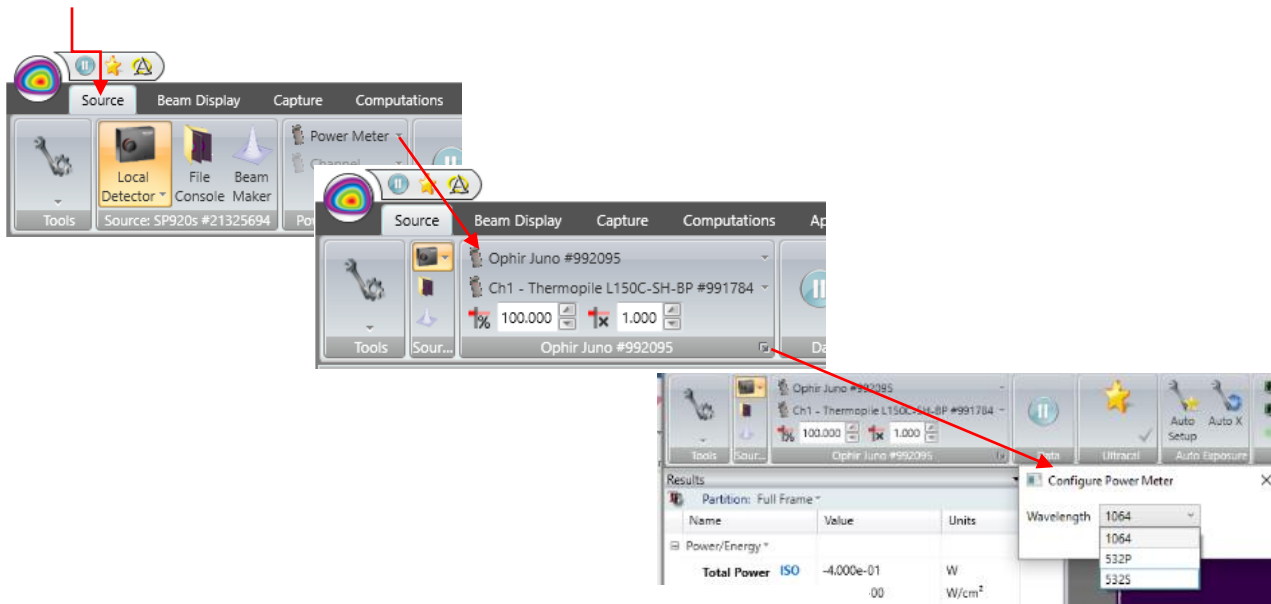 Source Beam Display Capture Computations
Power Meter
Channel
Local Detector
File Console
Beam Maker
Tools Source: SP920s #21325694
Source Beam Display Capture Computations
Ophir Juno #992095
Ch1 - Thermopile L150C-SH-BP #991784
% 100.000 x 1.000
Tools Sour... Ophir Juno #992095
Ophir Juno #992095
Ch1 - Thermopile L150C-SH-BP #991784
% 100.000 x 1.000
Auto Setup
Auto X
Tools Sour... Ophir Juno #992095 Data Ultracal Auto Exposure
Results
Partition: Full Frame
Name Value Units
Power/Energy
Total Power ISO -4.000e-01 W
W/cm²
Configure Power Meter
Wavelength 1064
1064
532P
532S